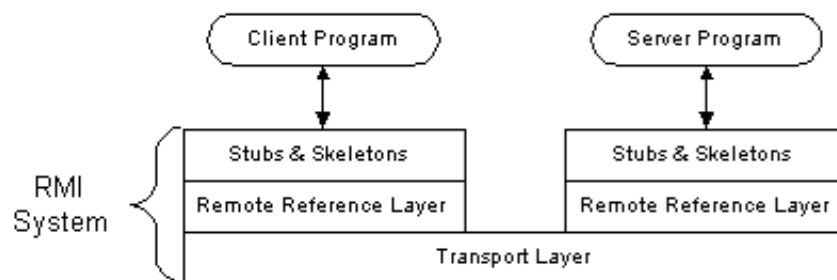 Client Program
Server Program
Stubs & Skeletons
Stubs & Skeletons
RMI
System
Remote Reference Layer
Remote Reference Layer
Transport Layer